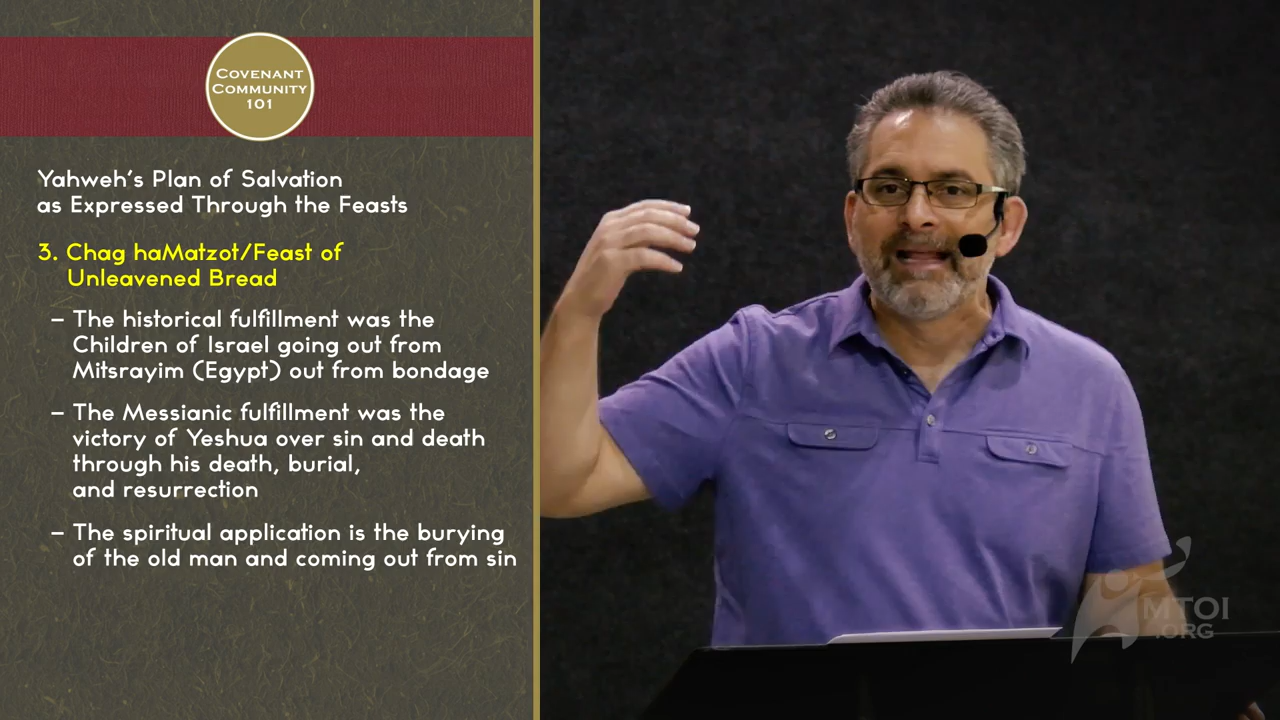 COVENANT
COMMUNITY
101
Yahweh's Plan of Salvation
as Expressed Through the Feasts
3. Chag haMatzot/Feast of
Unleavened Bread
– The historical fulfillment was the
Children of Israel going out from
Mitsrayim (Egypt) out from bondage
– The Messianic fulfillment was the
victory of Yeshua over sin and death
through his death, burial,
and resurrection
– The spiritual application is the burying
of the old man and coming out from sin
MTOI
.ORG